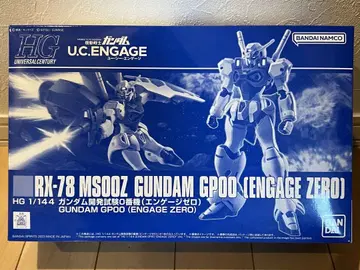 HG
UNIVERSAL CENTURY
機動戦士
ガンダム
U.C. ENGAGE
ユーシー・エンゲージ
BANDAI NAMCO
RX-78 MS00Z GUNDAM GP00 (ENGAGE ZERO)
HG 1/144 ガンダム開発試験0番機(エンゲージゼロ)
GUNDAM GP00 (ENGAGE ZERO)
BANDAI